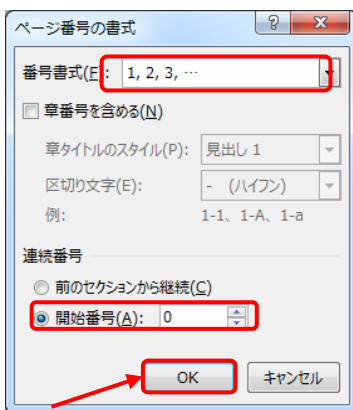 ページ番号の書式
番号書式(F): 1, 2, 3, …
章番号を含める(N)
章タイトルのスタイル(P): 見出し 1
区切り文字(E): - (ハイフン)
例: 1-1、1-A、1-a
連続番号
前のセクションから継続(C)
開始番号(A): 0
OK キャンセル